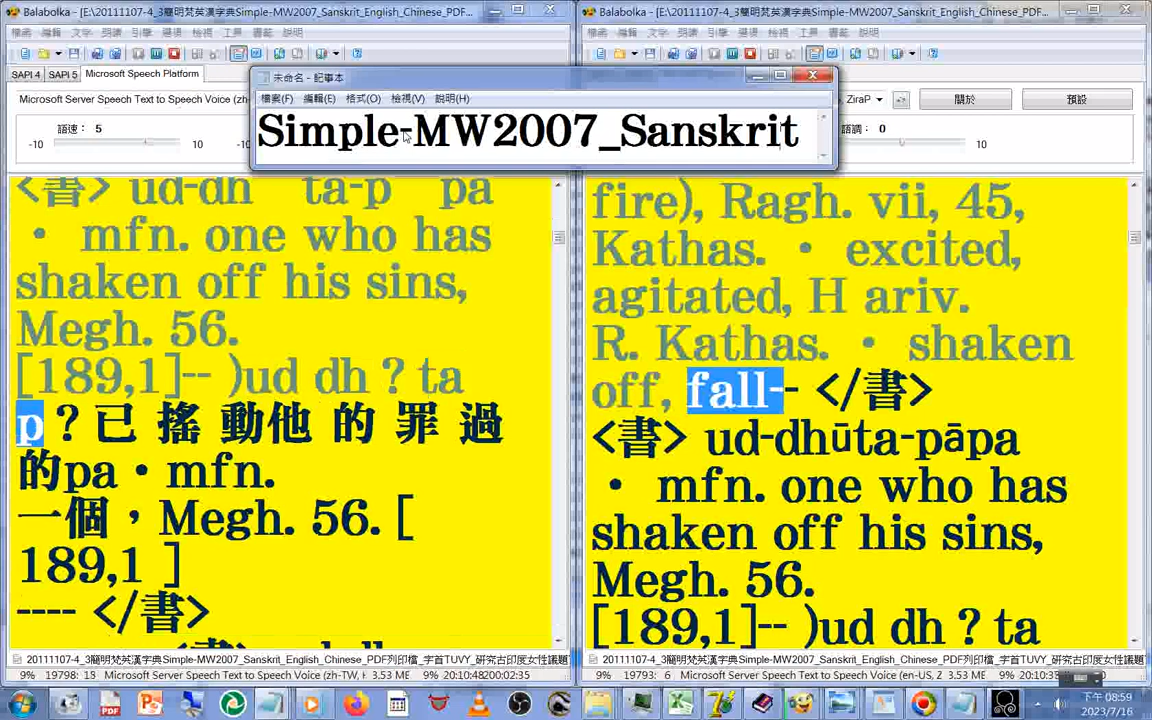 Balabolka - [E:\20111107-4_3簡明梵英漢字典Simple-MW2007_Sanskrit_English_Chinese_PDF...
Balabolka - [E:\20111107-4_3簡明梵英漢字典Simple-MW2007_Sanskrit_English_Chinese_PDF...
SAPI 4 SAPI 5 Microsoft Speech Platform
未命名 - 記事本
檔案(F) 編輯(E) 格式(O) 檢視(V) 說明(H)
Simple-MW2007_Sanskrit
Microsoft Server Speech Text to Speech Voice (zh-
ZiraP 關於 預設
語速： 5
-10 10 -10
語調： 0
10
<書> ud-dh ta-p pa
• mfn. one who has
shaken off his sins,
Megh. 56.
[189,1]-- )ud dh ? ta
p ? 已 搖 動他 的 罪 過
的pa • mfn.
一個，Megh. 56. [
189,1 ]
---- </書>
fire), Ragh. vii, 45,
Kathas. • excited,
agitated, H ariv.
R. Kathas. • shaken
off, fall-- </書>
<書> ud-dhūta-pāpa
• mfn. one who has
shaken off his sins,
Megh. 56.
[189,1]-- )ud dh ? ta
20111107-4_3簡明梵英漢字典Simple-MW2007_Sanskrit_English_Chinese_PDF列印檔_字首TUVY_研究古印度女性議題
20111107-4_3簡明梵英漢字典Simple-MW2007_Sanskrit_English_Chinese_PDF列印檔_字首TUVY_研究古印度女性議題
9% 19798: 13 Microsoft Server Speech Text to Speech Voice (zh-TW, H 3.53 MB 20:10:48200:02:35
9% 19793: 6 Microsoft Server Speech Text to Speech Voice (en-US, Z 3.53 ME 20:10:3
下午 08:59
2023/7/16